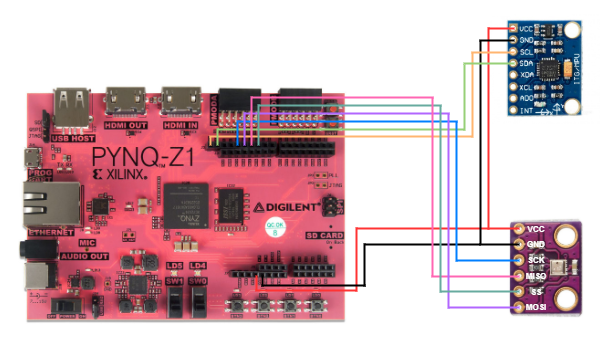 USB HOST
HDMI OUT
HDMI IN
PMODA
PYNQ-Z1
XILINX®
PROG
ETHERNET
MIC
AUDIO OUT
ZYNQ
DIGILENT
QC OK
SD CARD
LD5
LD4
SW1
SW0
VCC
GND
SCL
SDA
XDA
XCL
ADO
INT
ITG/MPU
VCC
GND
SCK
MISO
SS
MOSI